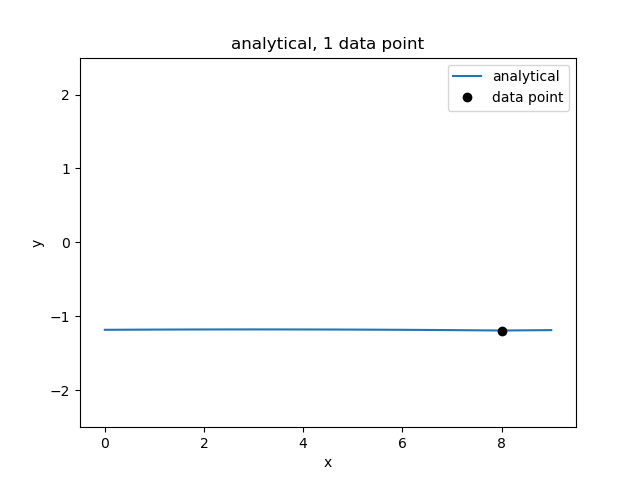 analytical, 1 data point
analytical
data point
2
1
0
−1
−2
y
0 2 4 6 8
x